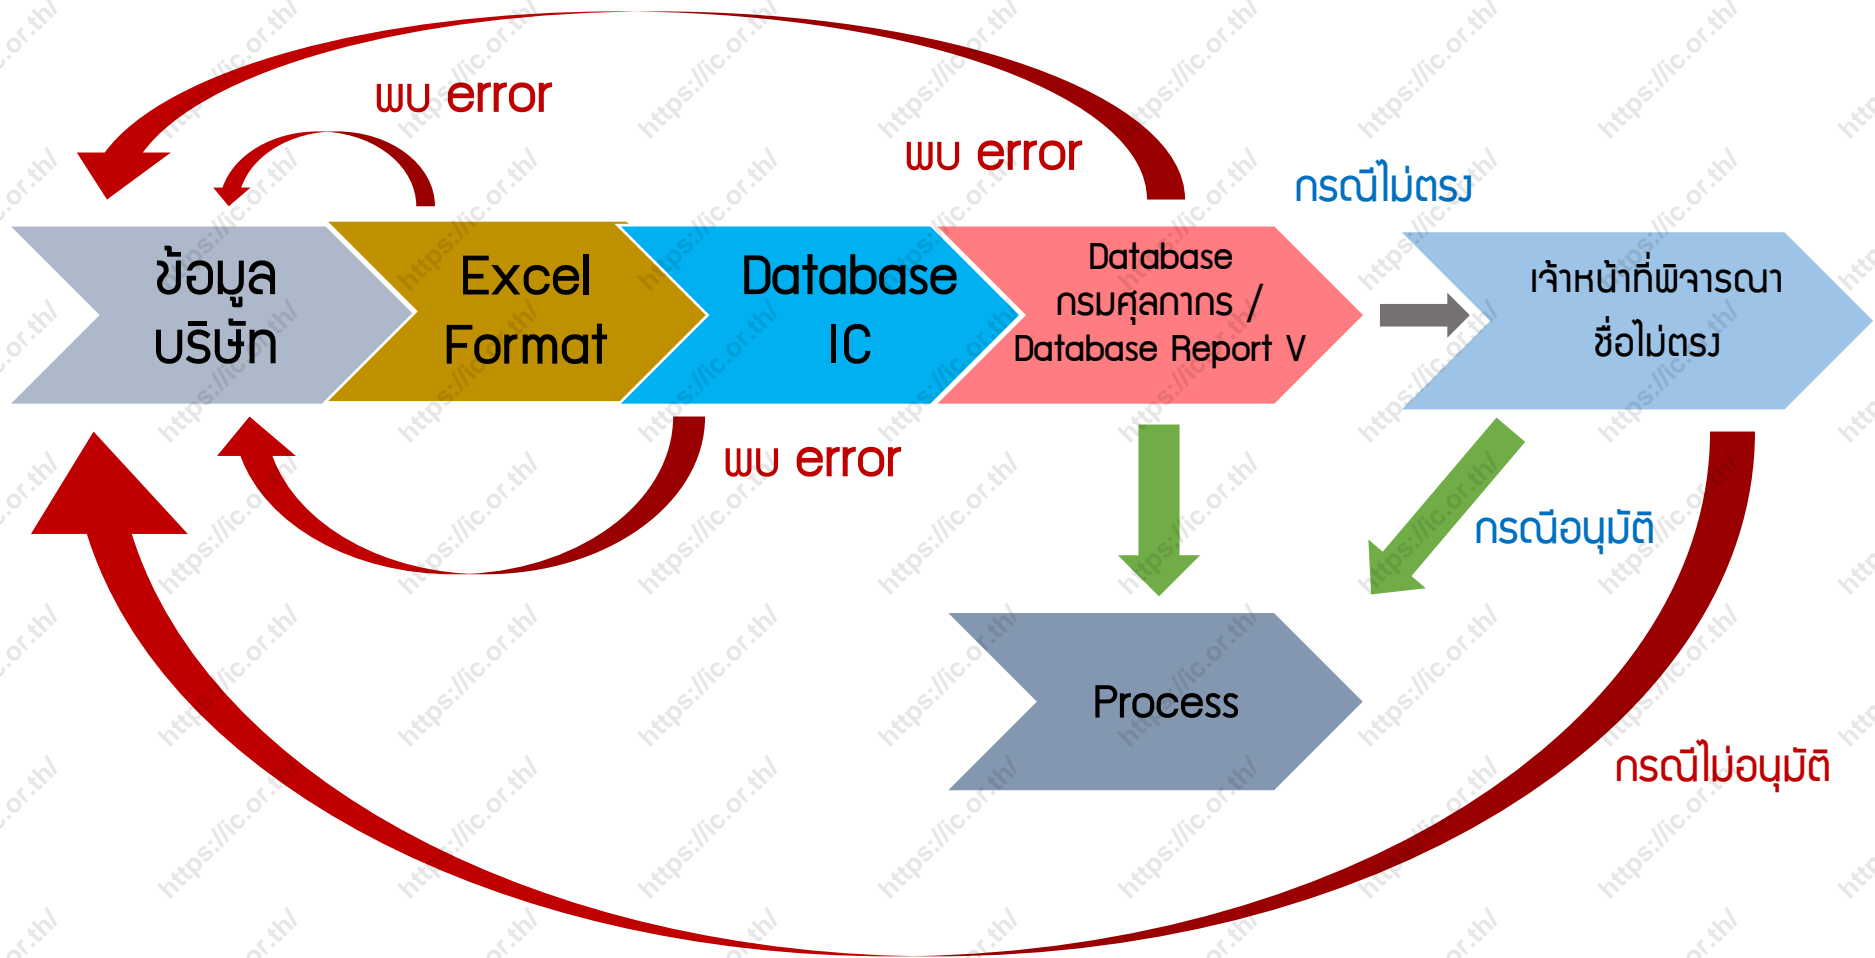 พบ error
พบ error
กรณีไม่ตรง
ข้อมูล
บริษัท
Excel
Format
Database
IC
Database
กรมศุลกากร /
Database Report V
เจ้าหน้าที่พิจารณา
ชื่อไม่ตรง
พบ error
กรณีอนุมัติ
Process
กรณีไม่อนุมัติ
https://ic.or.th/